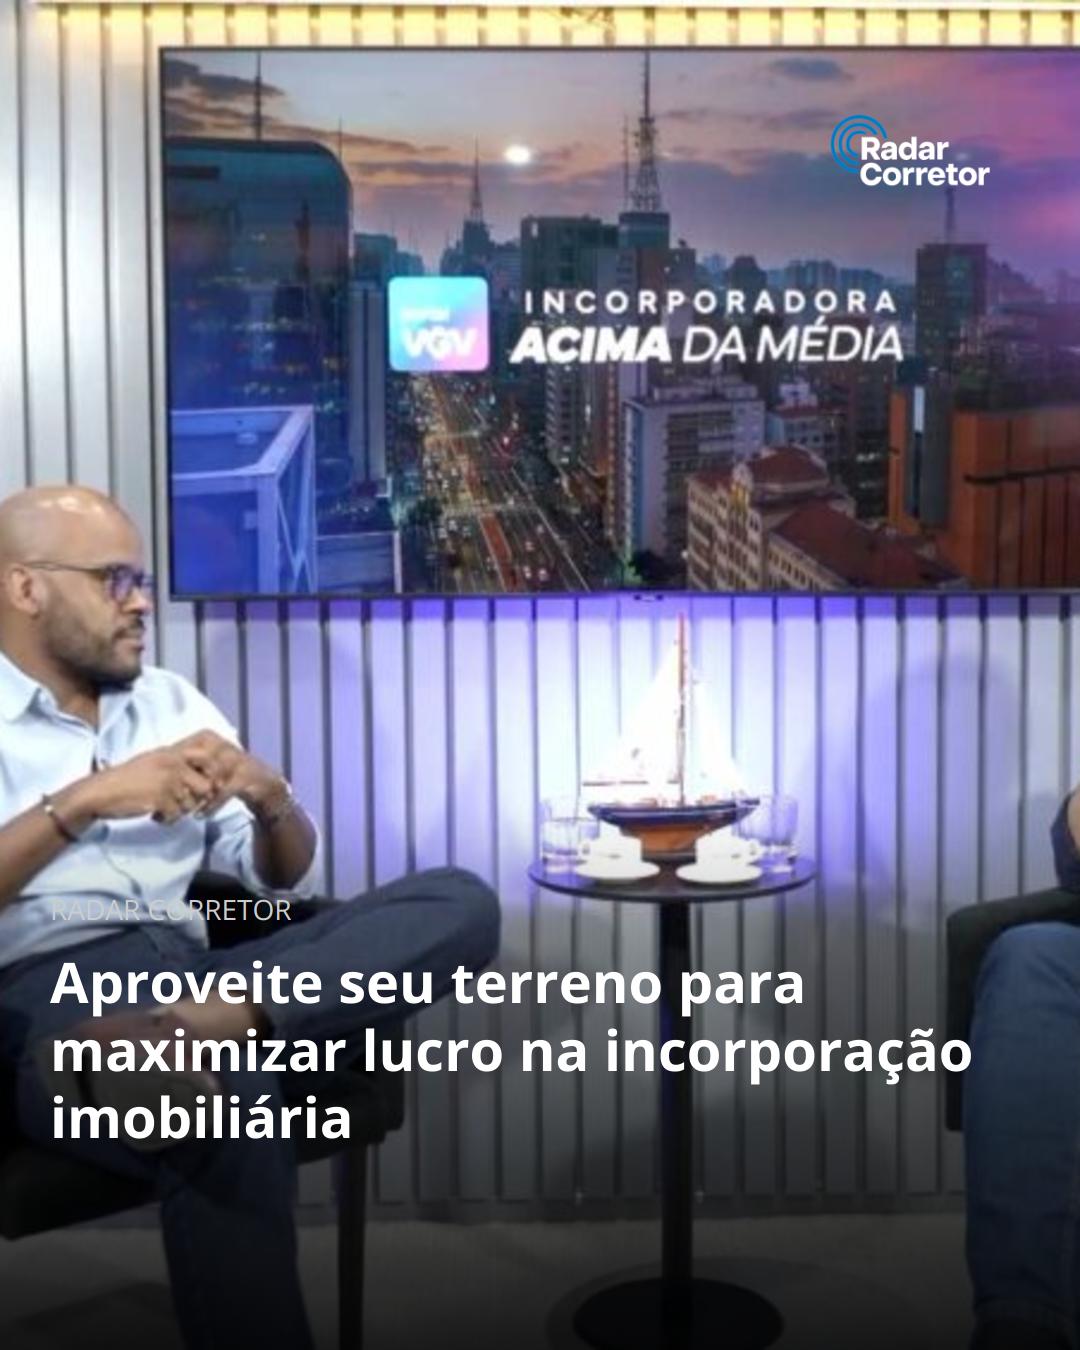 Radar
Corretor
INCORPORADORA
VGV
ACIMA DA MÉDIA
RADAR CORRETOR
Aproveite seu terreno para
maximizar lucro na incorporação
imobiliária